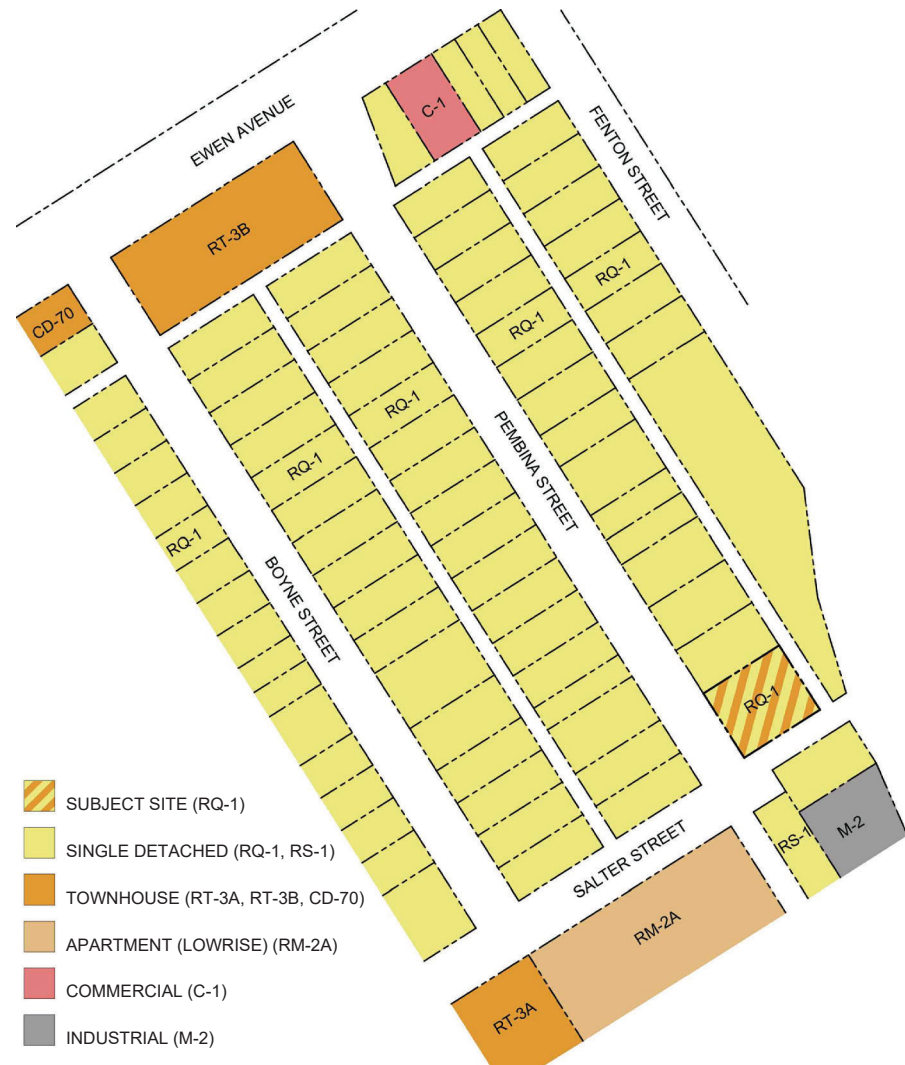 EWEN AVENUE
C-1
FENTON STREET
RT-3B
RQ-1
CD-70
RQ-1
RQ-1
PEMBINA STREET
RQ-1
RQ-1
BOYNE STREET
RQ-1
SALTER STREET
RS-1
M-2
RM-2A
RT-3A
SUBJECT SITE (RQ-1)
SINGLE DETACHED (RQ-1, RS-1)
TOWNHOUSE (RT-3A, RT-3B, CD-70)
APARTMENT (LOWRISE) (RM-2A)
COMMERCIAL (C-1)
INDUSTRIAL (M-2)